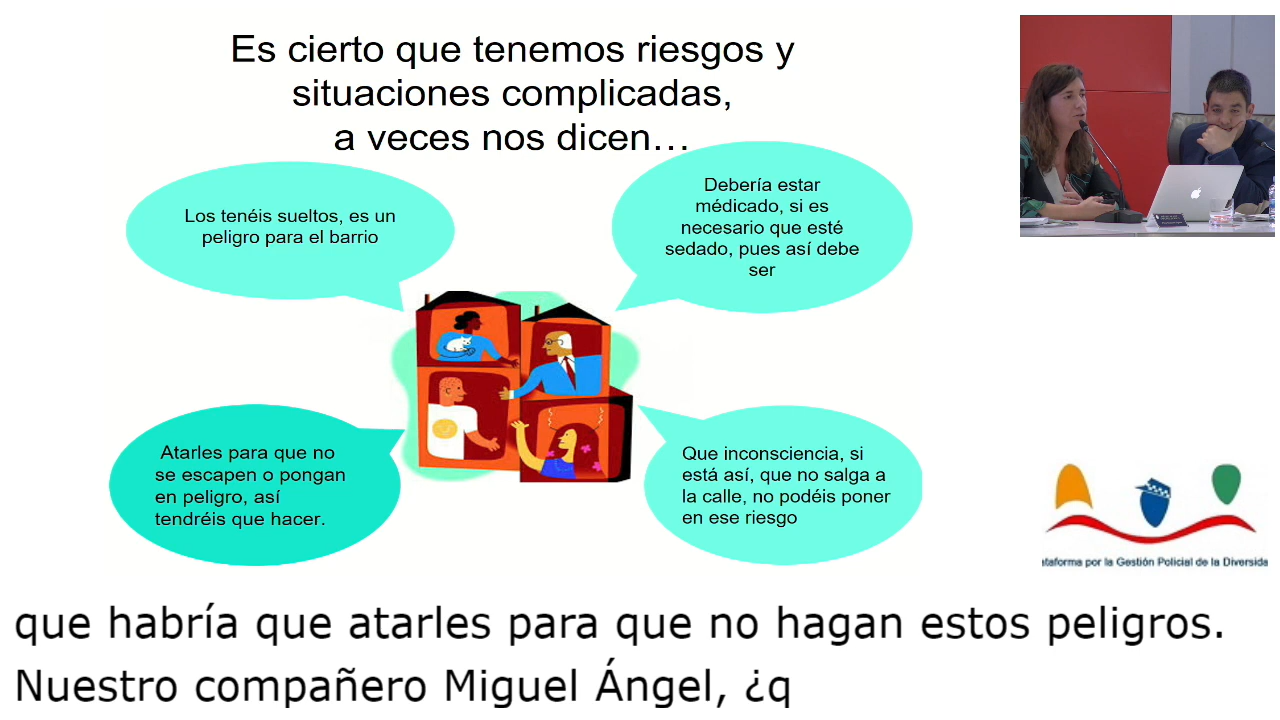 Es cierto que tenemos riesgos y
situaciones complicadas,
a veces nos dicen…
Los tenéis sueltos, es un
peligro para el barrio
Debería estar
médicado, si es
necesario que esté
sedado, pues así debe
ser
Atarles para que no
se escapen o pongan
en peligro, así
tendréis que hacer.
Que inconsciencia, si
está así, que no salga a
la calle, no podéis poner
en ese riesgo
ataforma por la Gestión Policial de la Diversida
que habría que atarles para que no hagan estos peligros.
Nuestro compañero Miguel Ángel, ¿q